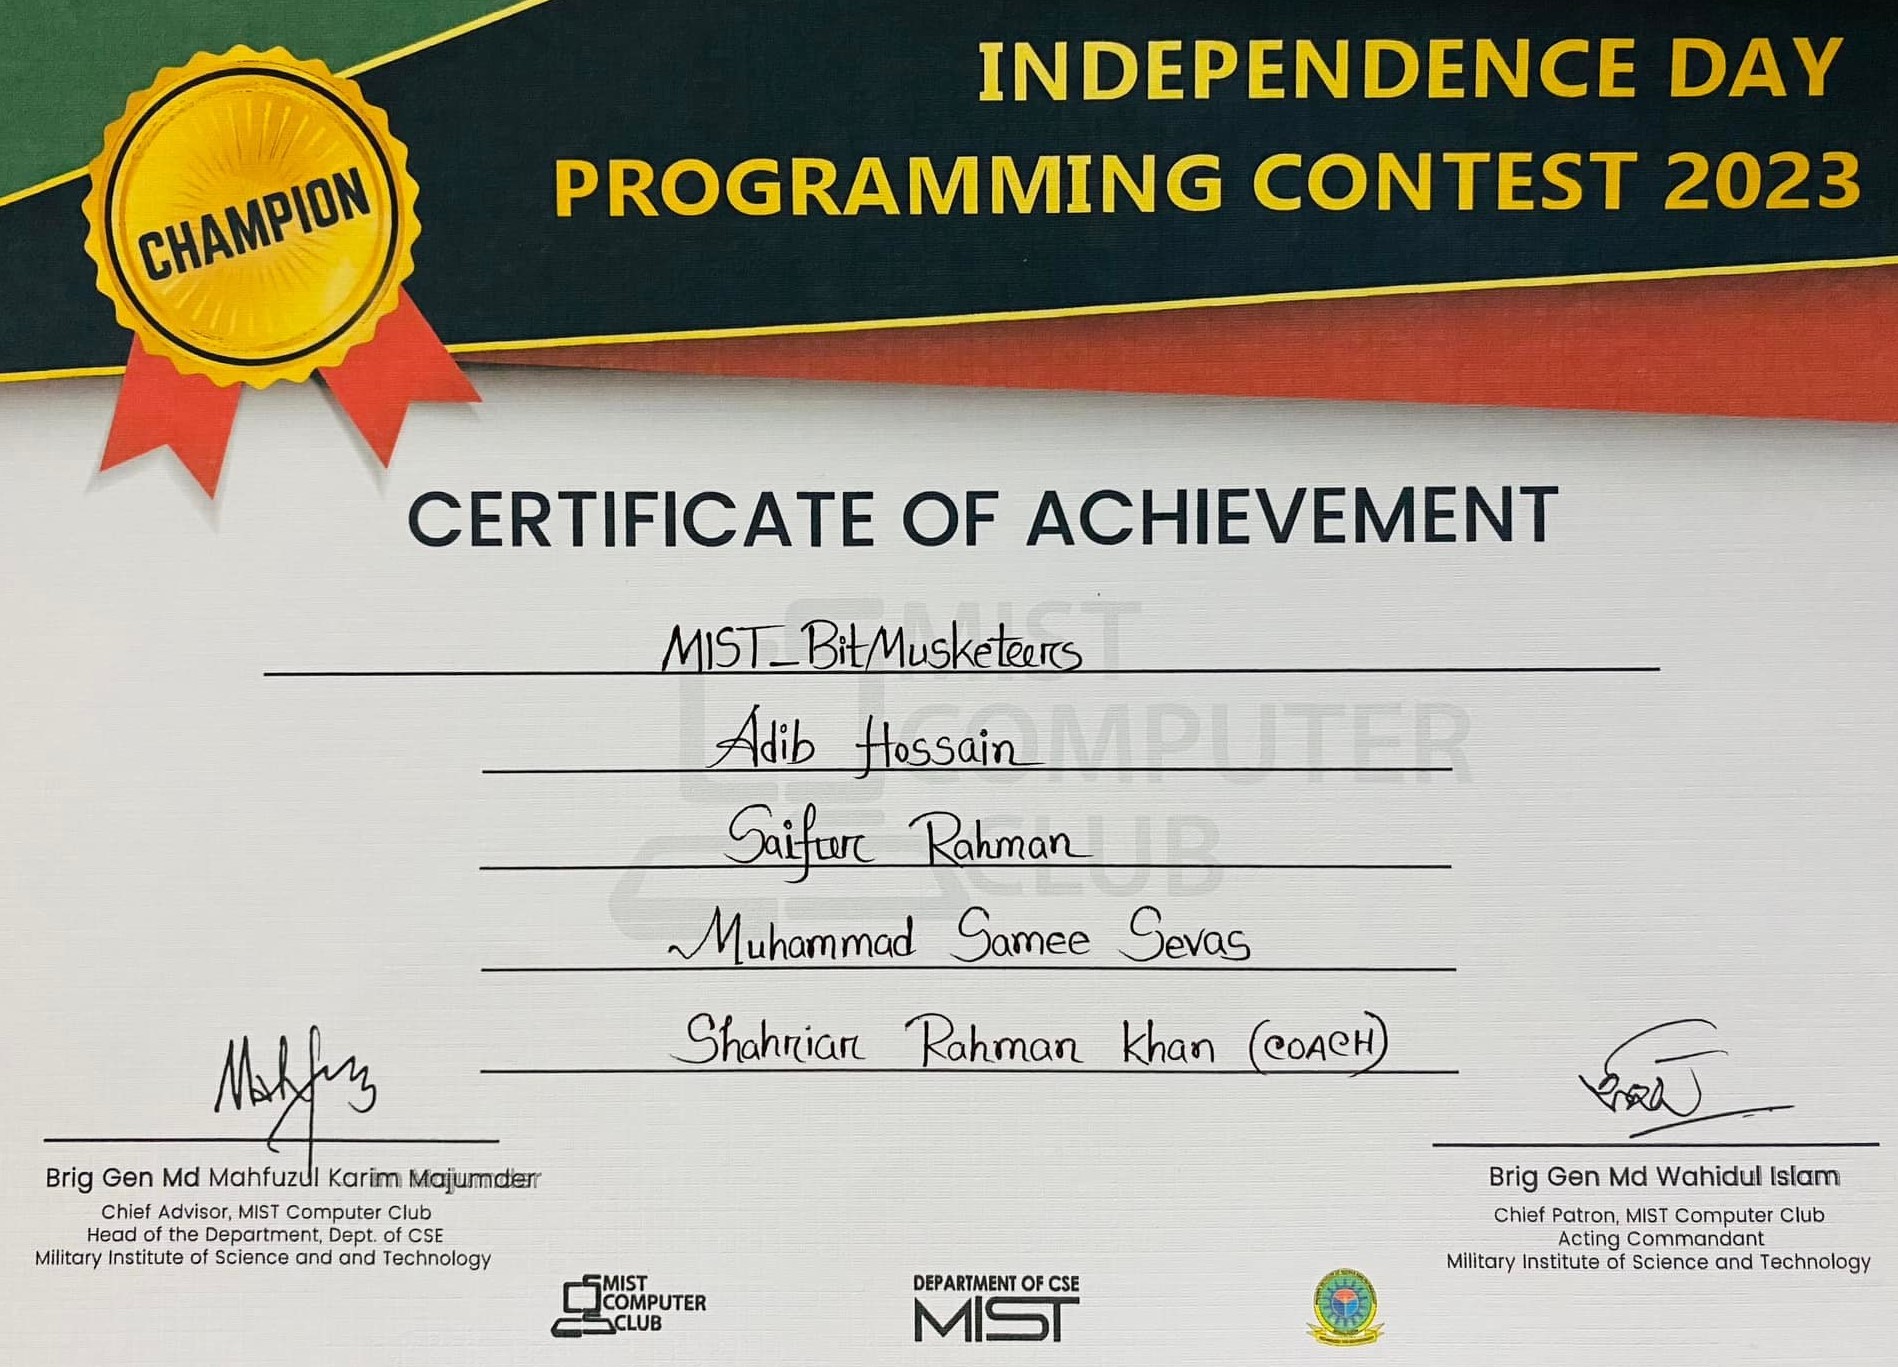 INDEPENDENCE DAY
PROGRAMMING CONTEST 2023
CHAMPION
CERTIFICATE OF ACHIEVEMENT
MIST_BitMusketeers
Adib Hossain
Saifur Rahman
Muhammad Samee Sevas
Shahriar Rahman Khan (COACH)
MIST
COMPUTER
CLUB
Brig Gen Md Mahfuzul Karim Majumder
Chief Advisor, MIST Computer Club
Head of the Department, Dept. of CSE
Military Institute of Science and and Technology
Brig Gen Md Wahidul Islam
Chief Patron, MIST Computer Club
Acting Commandant
Military Institute of Science and Technology
MIST
COMPUTER
CLUB
DEPARTMENT OF CSE
MIST